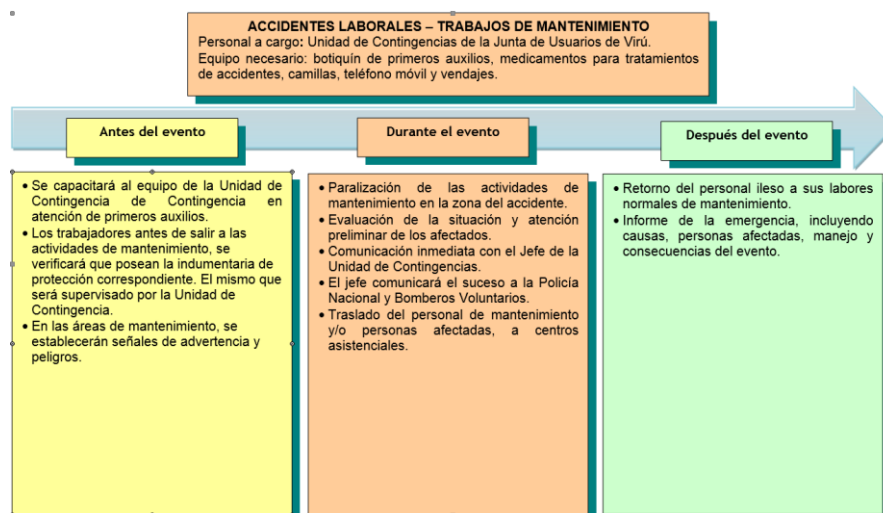 ACCIDENTES LABORALES – TRABAJOS DE MANTENIMIENTO
Personal a cargo: Unidad de Contingencias de la Junta de Usuarios de Virú.
Equipo necesario: botiquín de primeros auxilios, medicamentos para tratamientos
de accidentes, camillas, teléfono móvil y vendajes.
Antes del evento
• Se capacitará al equipo de la Unidad de
Contingencia de Contingencia en
atención de primeros auxilios.
• Los trabajadores antes de salir a las
actividades de mantenimiento, se
verificará que posean la indumentaria de
protección correspondiente. El mismo que
será supervisado por la Unidad de
Contingencia.
• En las áreas de mantenimiento, se
establecerán señales de advertencia y
peligros.
Durante el evento
• Paralización de las actividades de
mantenimiento en la zona del accidente.
• Evaluación de la situación y atención
preliminar de los afectados.
• Comunicación inmediata con el Jefe de la
Unidad de Contingencias.
• El jefe comunicará el suceso a la Policía
Nacional y Bomberos Voluntarios.
• Traslado del personal de mantenimiento
y/o personas afectadas, a centros
asistenciales.
Después del evento
• Retorno del personal ileso a sus labores
normales de mantenimiento.
• Informe de la emergencia, incluyendo
causas, personas afectadas, manejo y
consecuencias del evento.